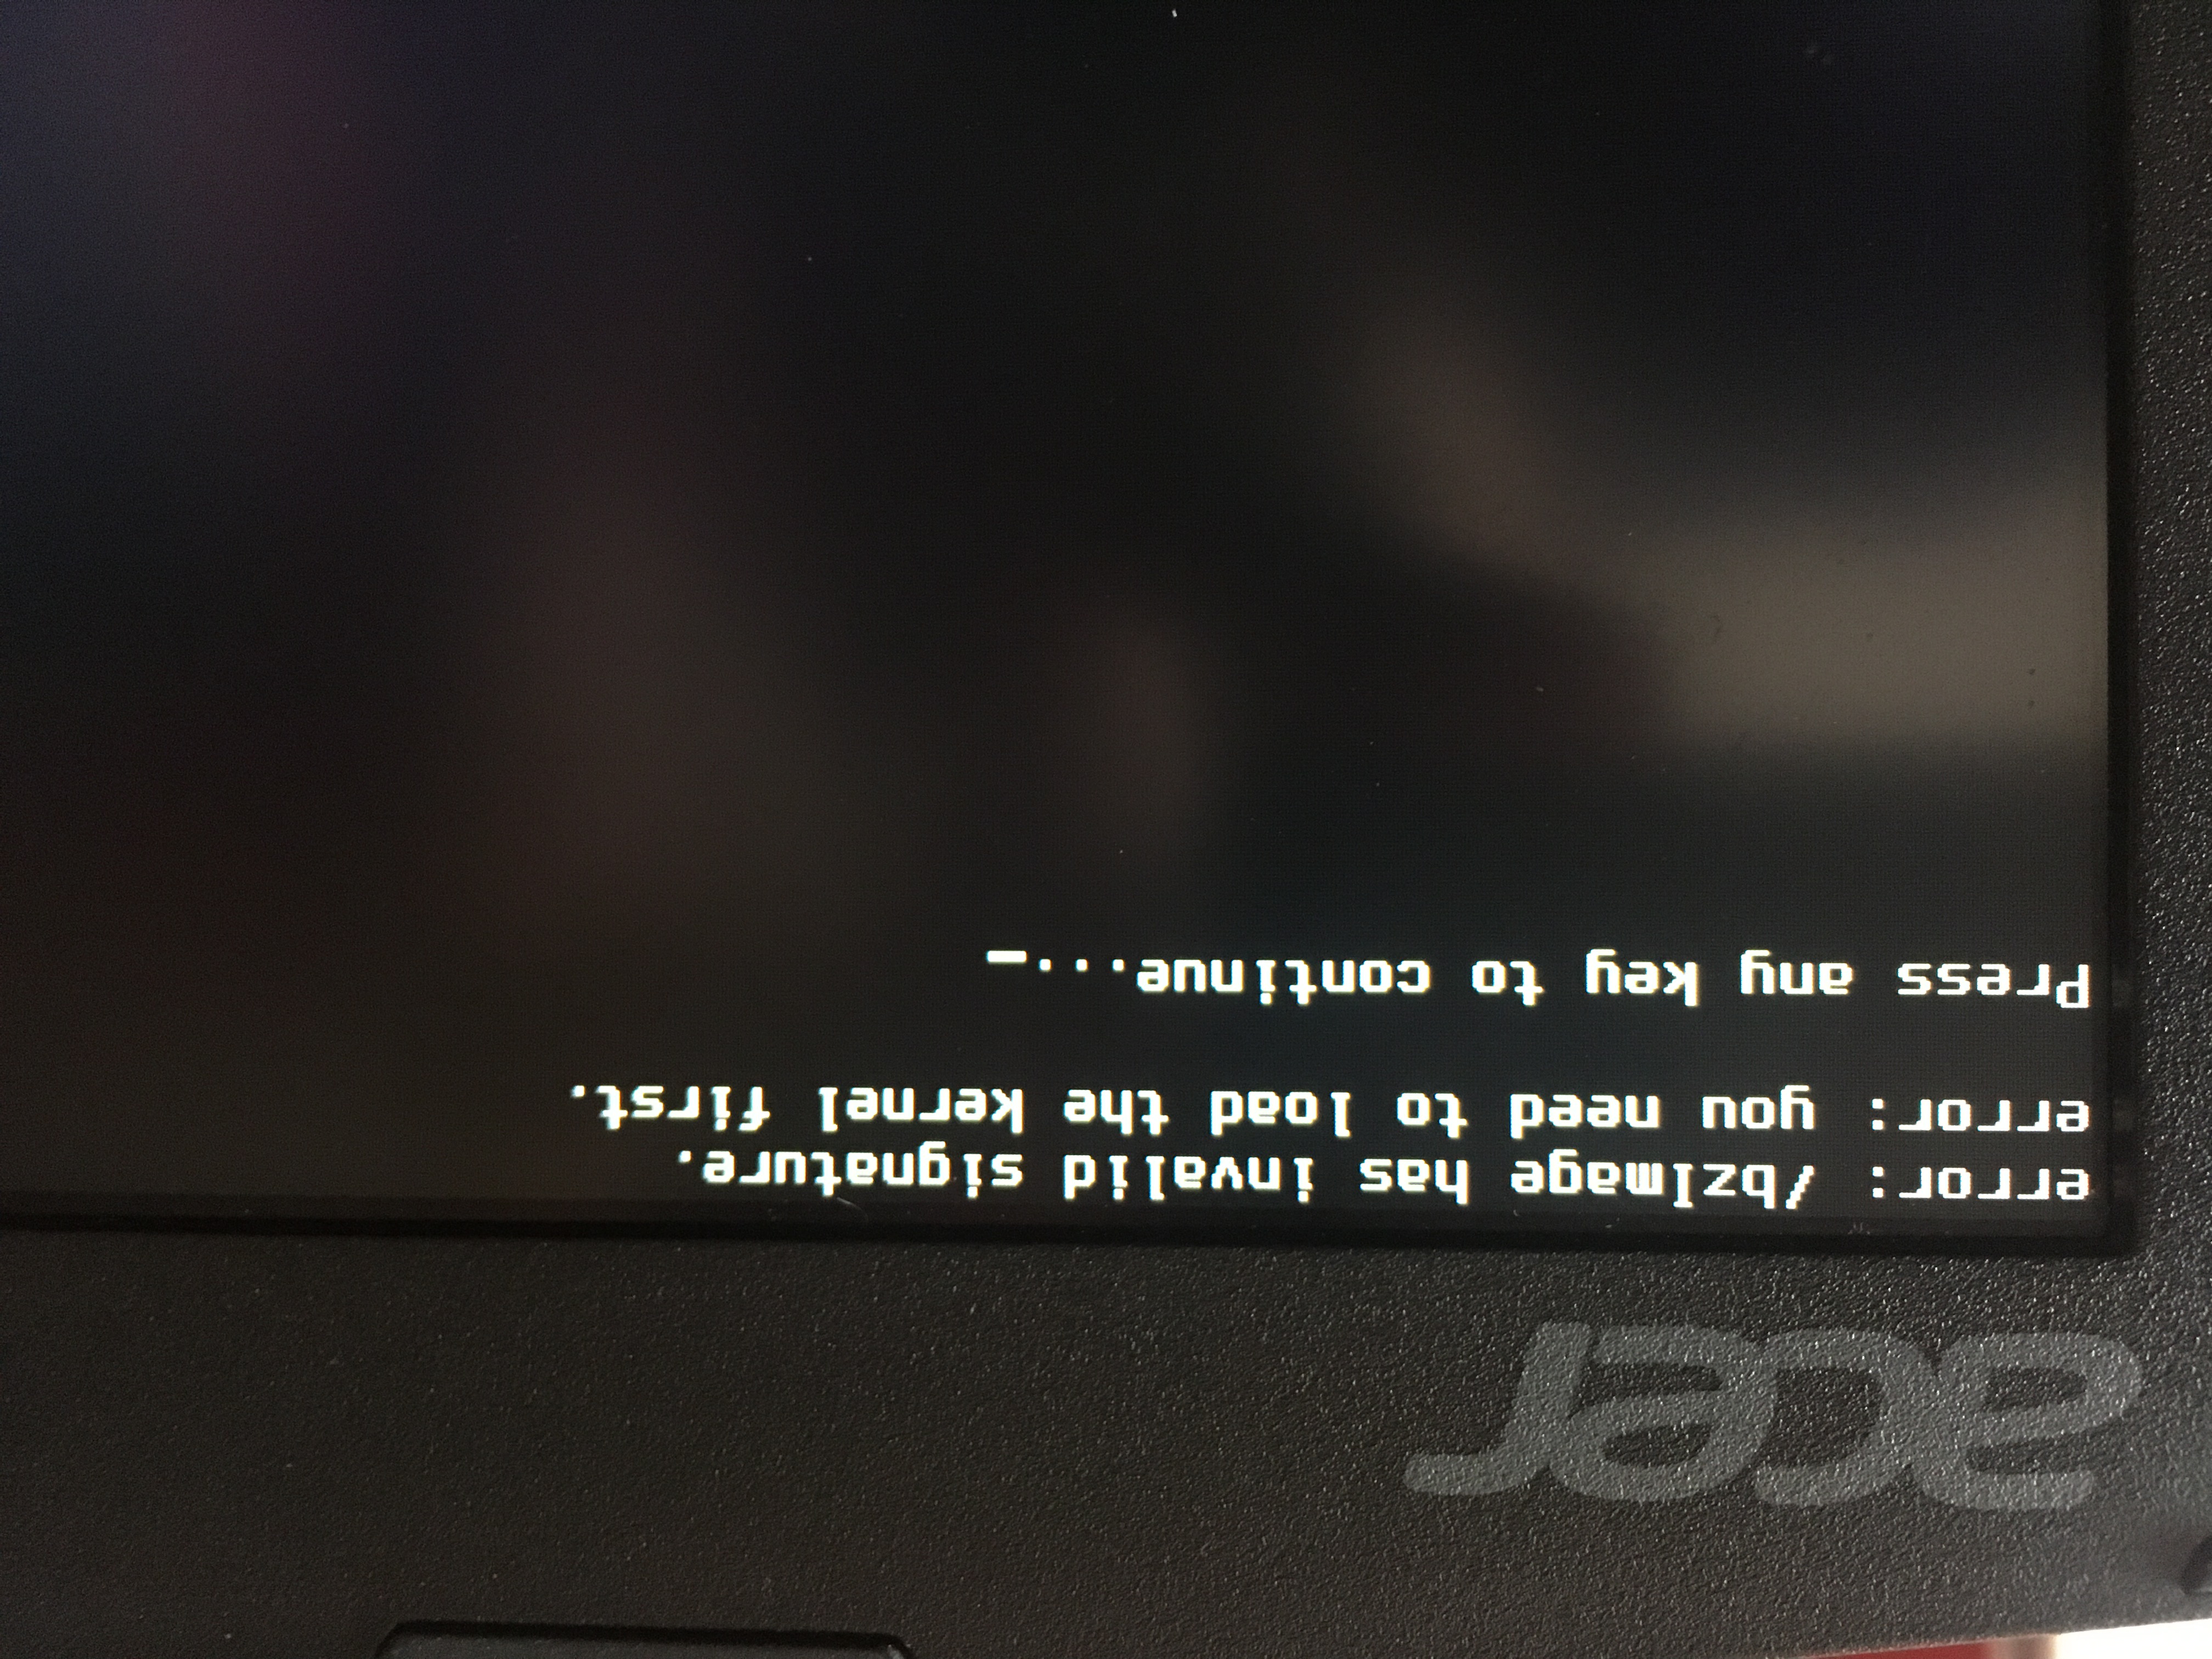 acer
error: /bzImage has invalid signature.
error: you need to load the kernel first.
Press any key to continue..._